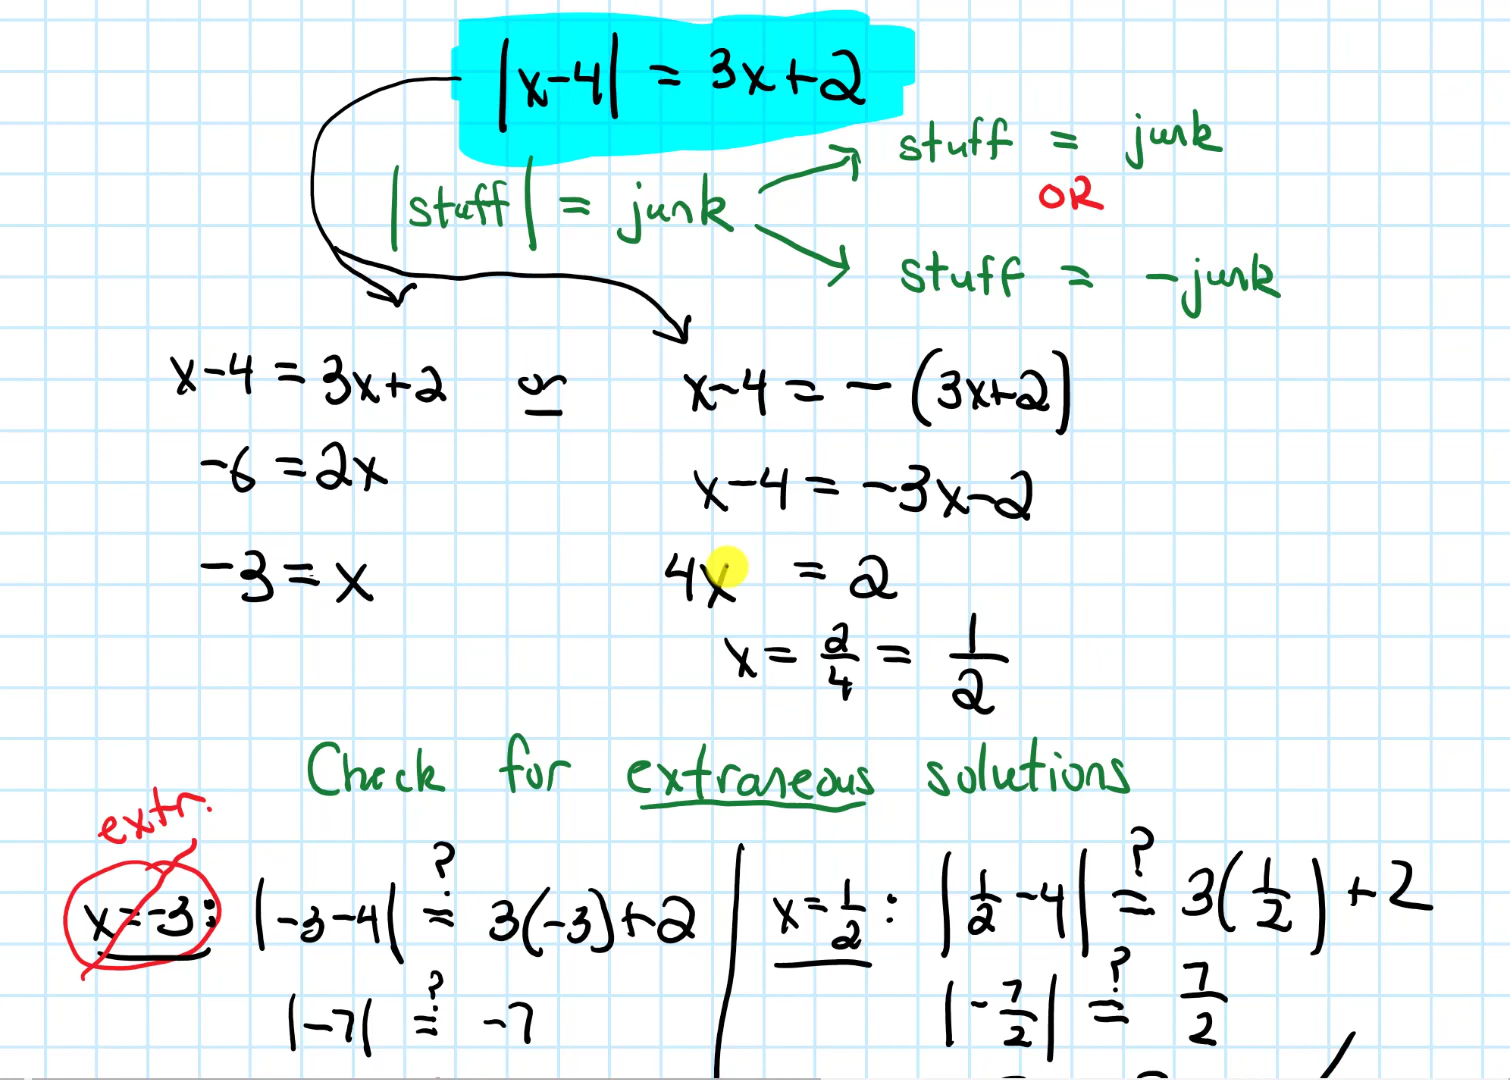 |x-4| = 3x+2
|stuff| = junk
stuff = junk
OR
stuff = -junk
x-4 = 3x+2 or x-4 = -(3x+2)
-6 = 2x
x-4 = -3x-2
-3 = x
4x = 2
x = 2/4 = 1/2
Check for extraneous solutions
extr.
x=-3: |-3-4| ?= 3(-3)+2
|-7| ?= -7
x=1/2: |1/2-4| ?= 3(1/2)+2
|-7/2| ?= 7/2